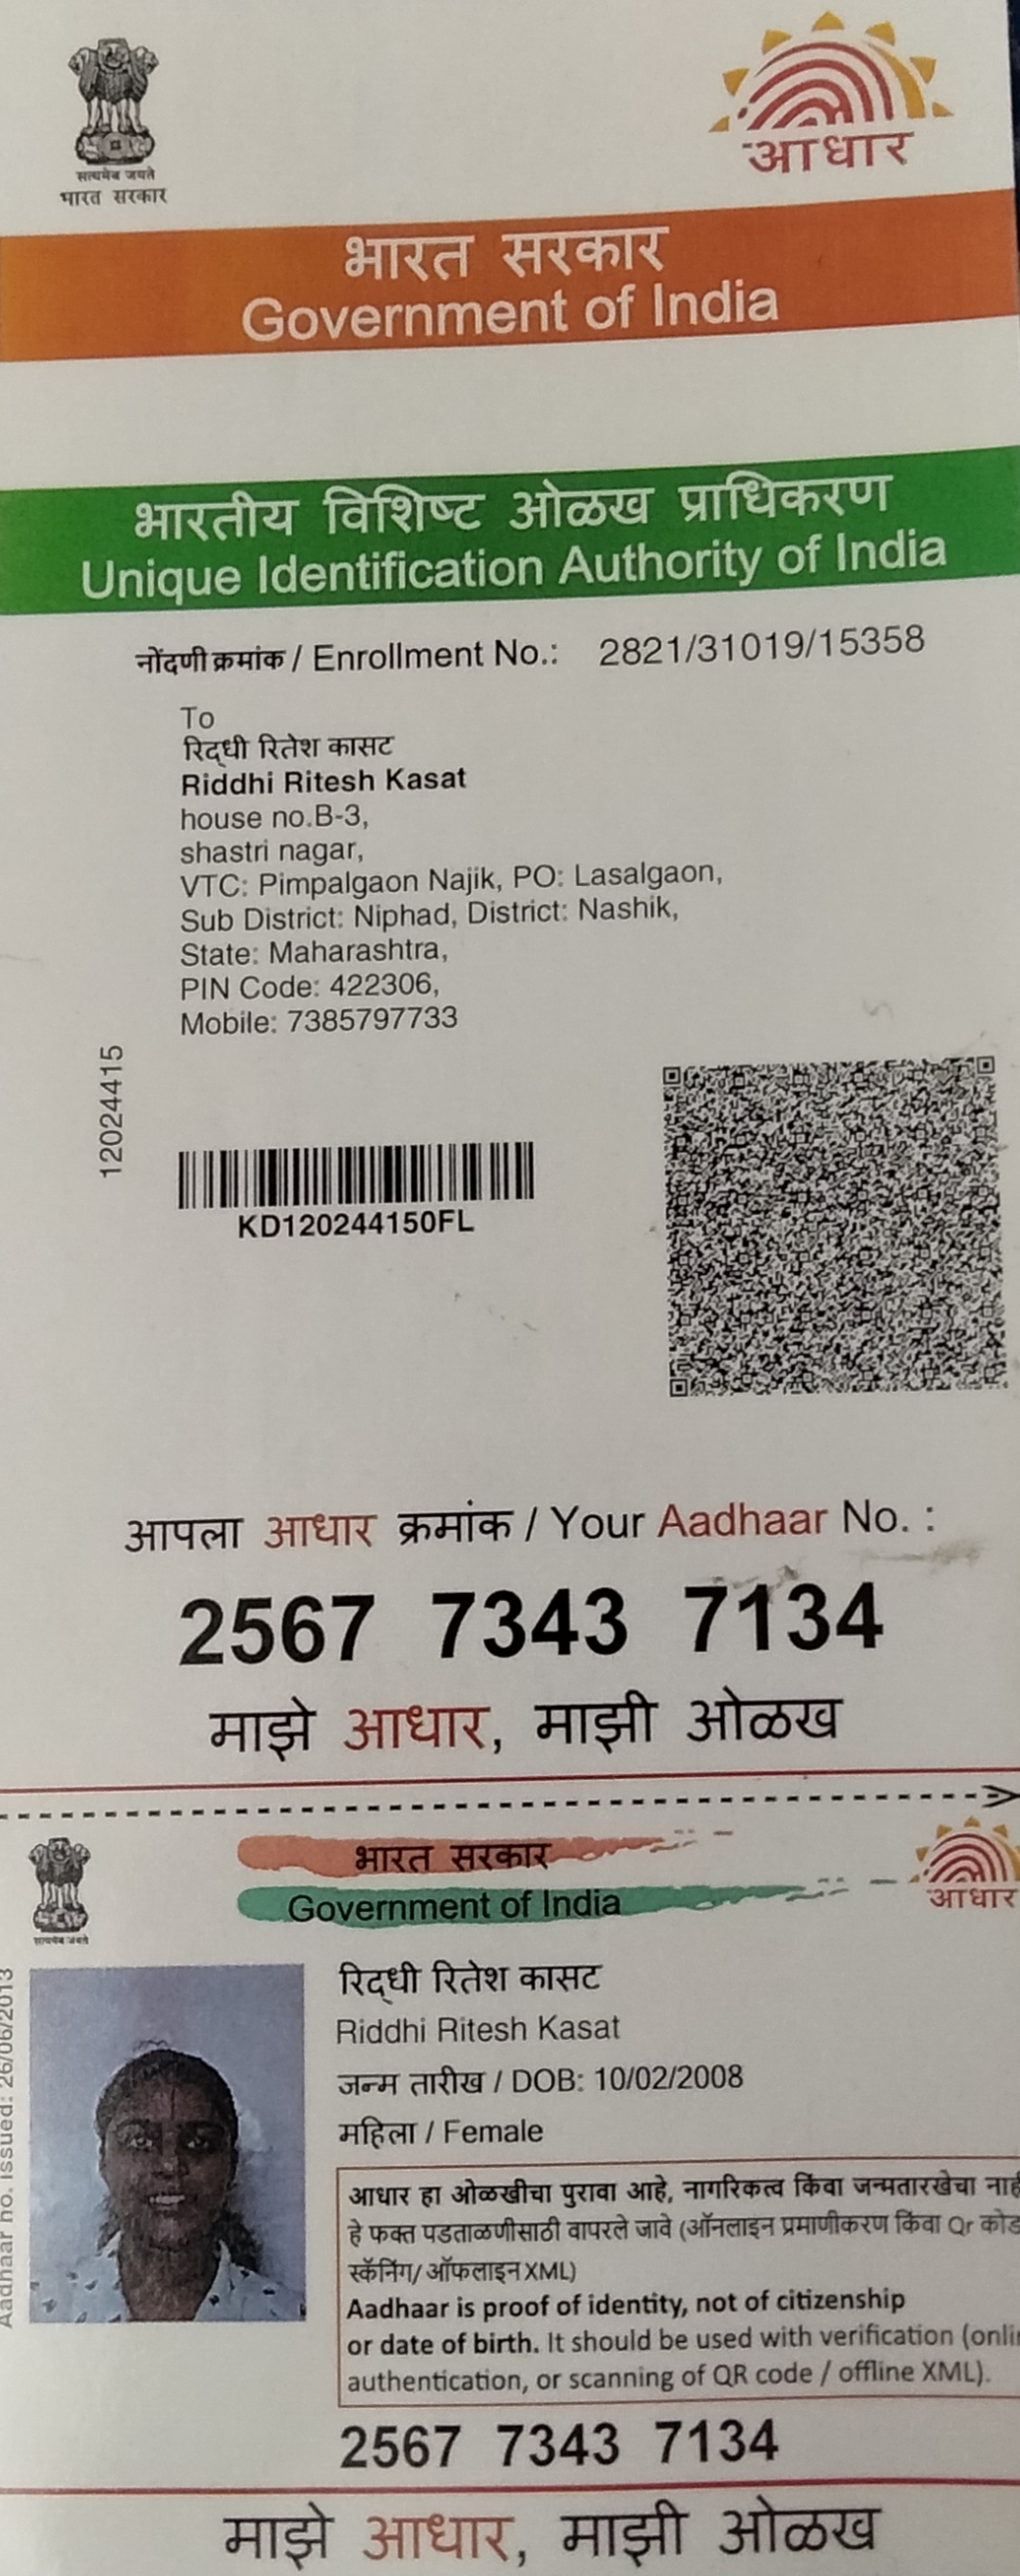 सत्यमेव जयते
भारत सरकार
आधार
भारत सरकार
Government of India
भारतीय विशिष्ट ओळख प्राधिकरण
Unique Identification Authority of India
नोंदणी क्रमांक / Enrollment No.: 2821/31019/15358
To
रिद्धी रितेश कासट
Riddhi Ritesh Kasat
house no.B-3,
shastri nagar,
VTC: Pimpalgaon Najik, PO: Lasalgaon,
Sub District: Niphad, District: Nashik,
State: Maharashtra,
PIN Code: 422306,
Mobile: 7385797733
12024415
KD120244150FL
आपला आधार क्रमांक / Your Aadhaar No. :
2567 7343 7134
माझे आधार, माझी ओळख
भारत सरकार
Government of India
सत्यमेव जयते
आधार
Aadhaar no. issued: 26/06/2013
रिद्धी रितेश कासट
Riddhi Ritesh Kasat
जन्म तारीख / DOB: 10/02/2008
महिला / Female
आधार हा ओळखीचा पुरावा आहे, नागरिकत्व किंवा जन्मतारखेचा
हे फक्त पडताळणीसाठी वापरले जावे (ऑनलाइन प्रमाणीकरण किंवा Qr कोड
स्कॅनिंग/ ऑफलाइन XML)
Aadhaar is proof of identity, not of citizenship
or date of birth. It should be used with verification
authentication, or scanning of QR code / offline XML).
2567 7343 7134
माझे आधार, माझी ओळख